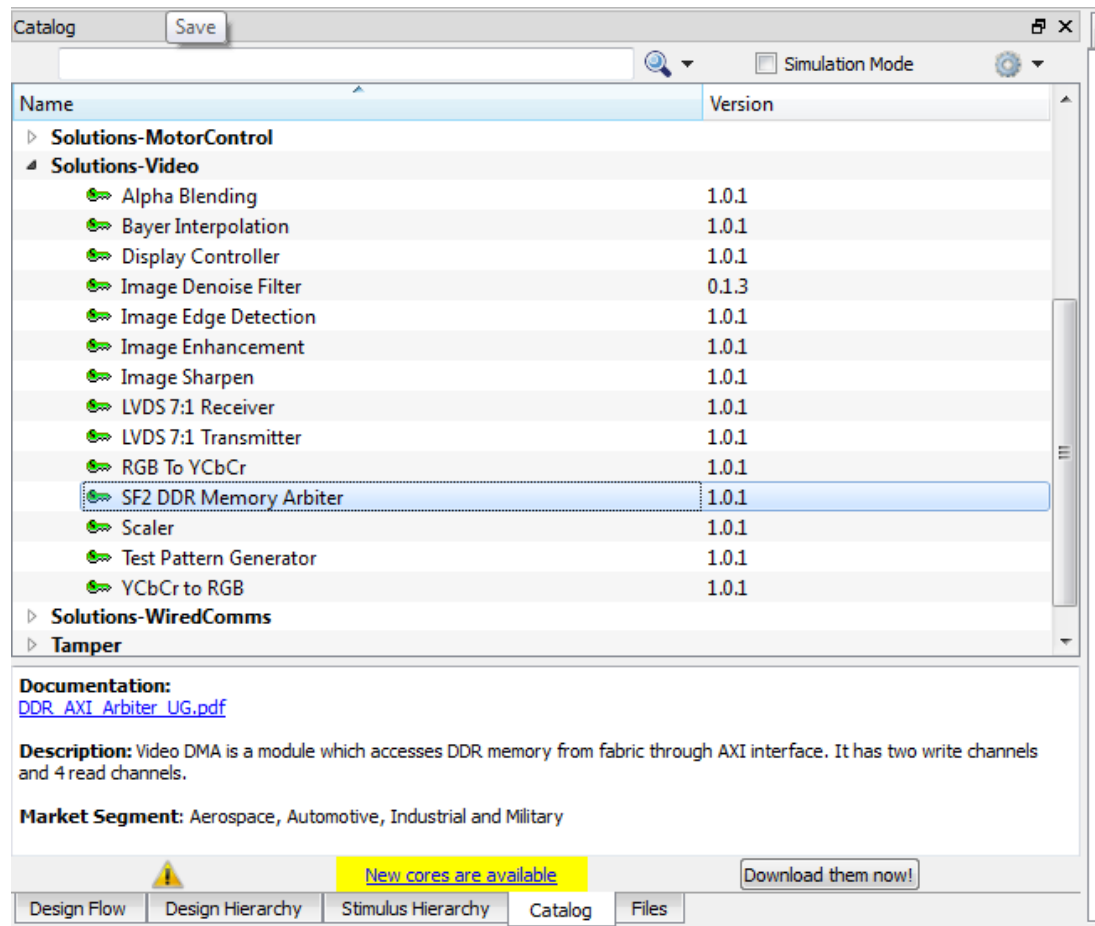 Catalog
Save
Simulation Mode
Name Version
Solutions-MotorControl
Solutions-Video
Alpha Blending 1.0.1
Bayer Interpolation 1.0.1
Display Controller 1.0.1
Image Denoise Filter 0.1.3
Image Edge Detection 1.0.1
Image Enhancement 1.0.1
Image Sharpen 1.0.1
LVDS 7:1 Receiver 1.0.1
LVDS 7:1 Transmitter 1.0.1
RGB To YCbCr 1.0.1
SF2 DDR Memory Arbiter 1.0.1
Scaler 1.0.1
Test Pattern Generator 1.0.1
YCbCr to RGB 1.0.1
Solutions-WiredComms
Tamper
Documentation:
DDR_AXI_Arbiter_UG.pdf
Description: Video DMA is a module which accesses DDR memory from fabric through AXI interface. It has two write channels
and 4 read channels.
Market Segment: Aerospace, Automotive, Industrial and Military
New cores are available Download them now!
Design Flow Design Hierarchy Stimulus Hierarchy Catalog Files